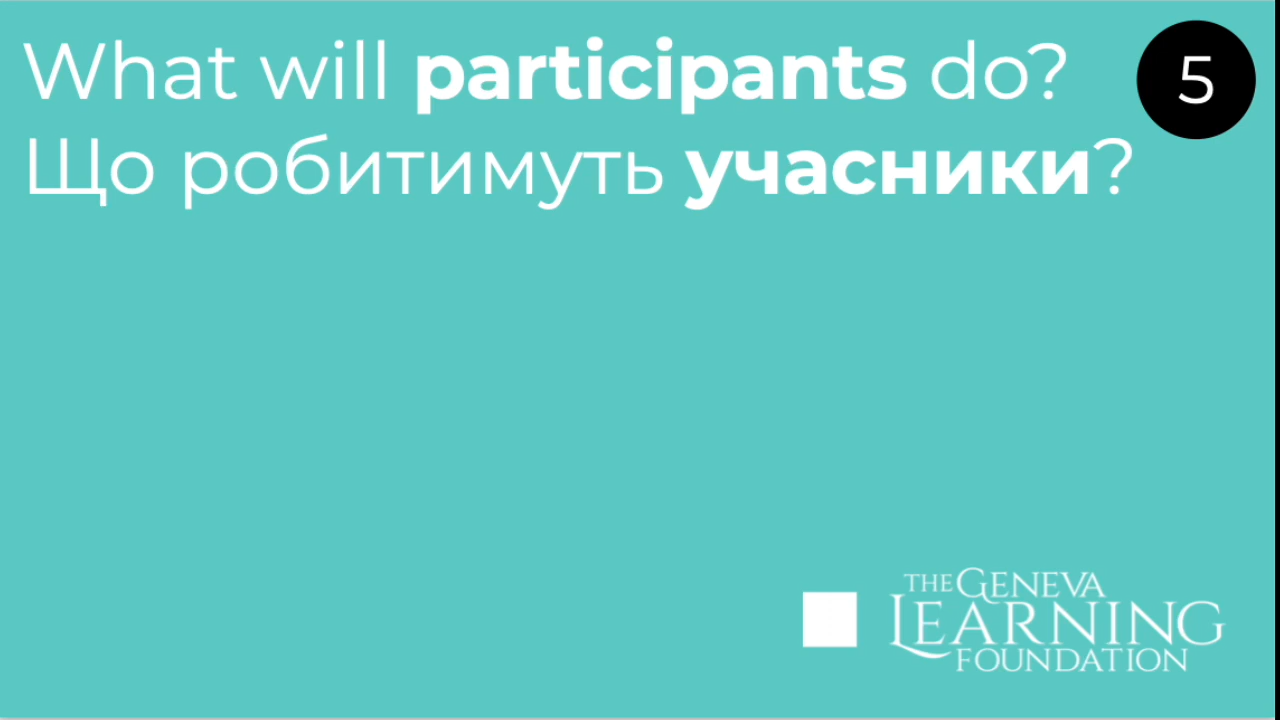 What will participants do?
5
Що робитимуть учасники?
THE GENEVA
LEARNING
FOUNDATION